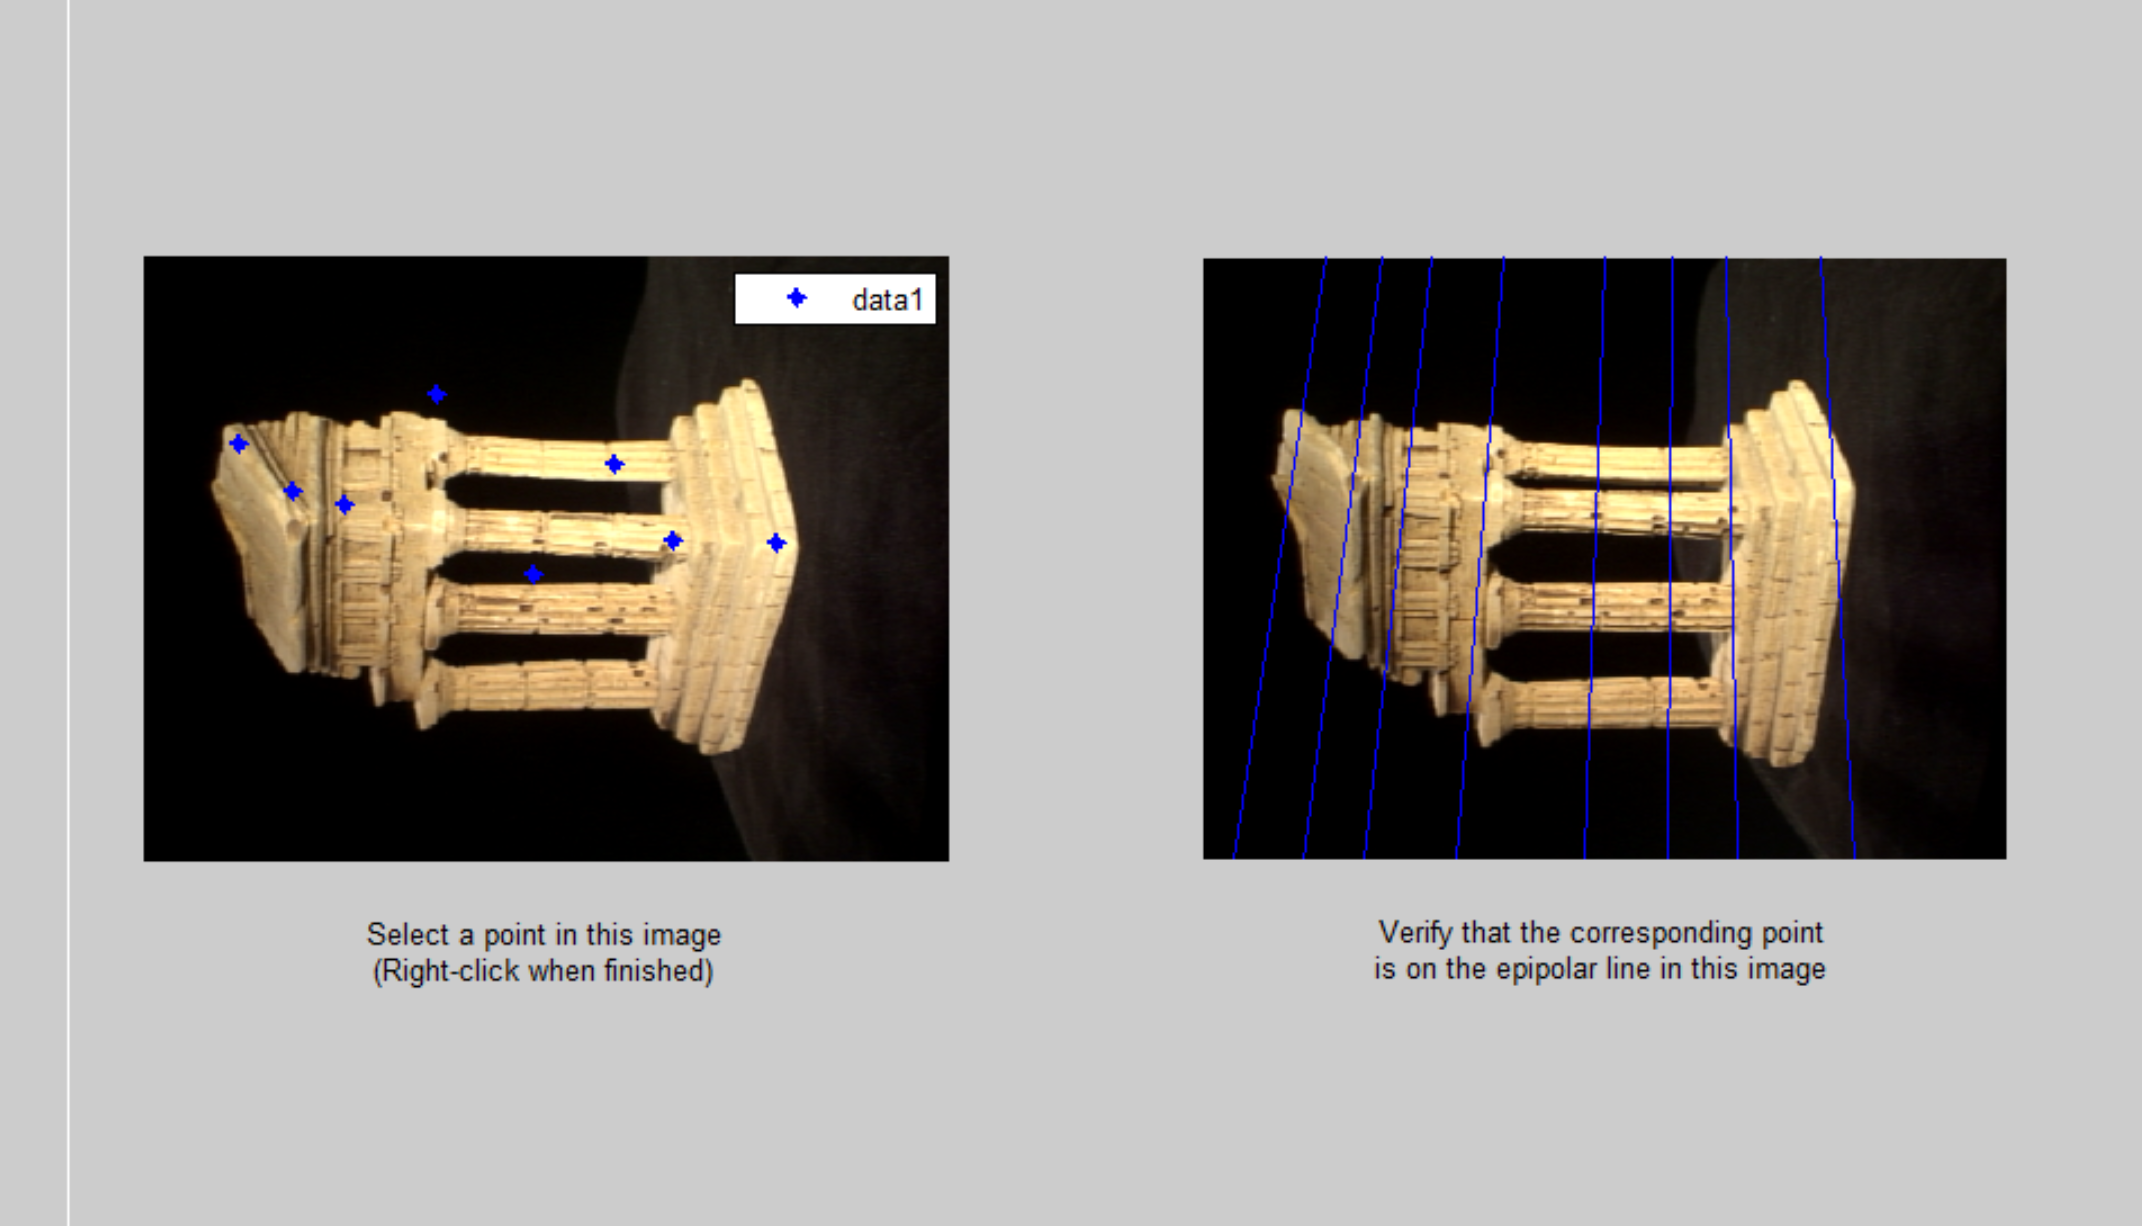 data1
Select a point in this image
(Right-click when finished)
Verify that the corresponding point
is on the epipolar line in this image